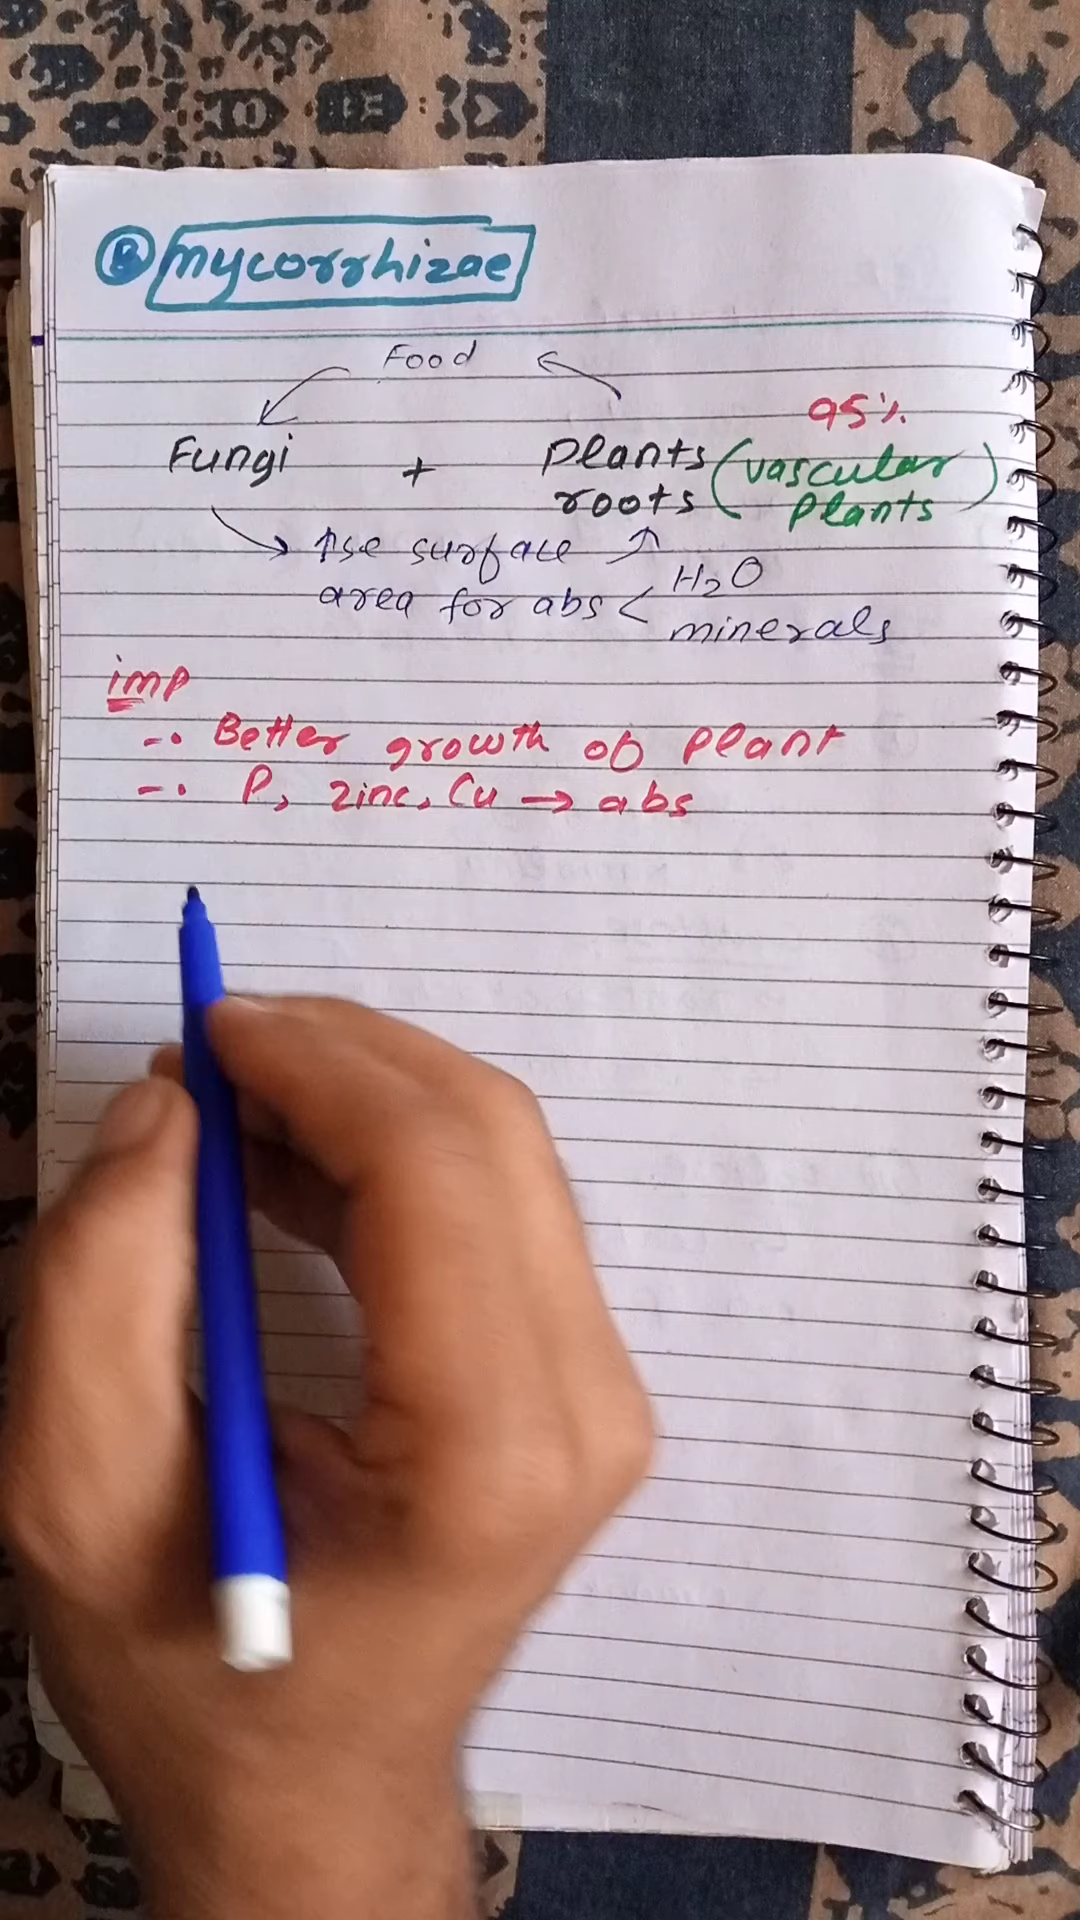 B mycorrhizae
Food
95%
Fungi + Plants (vascular
roots Plants)
↑se surface
H2O
area for abs <
minerals
imp
-• Better growth of plant
-• P, zinc, Cu → abs